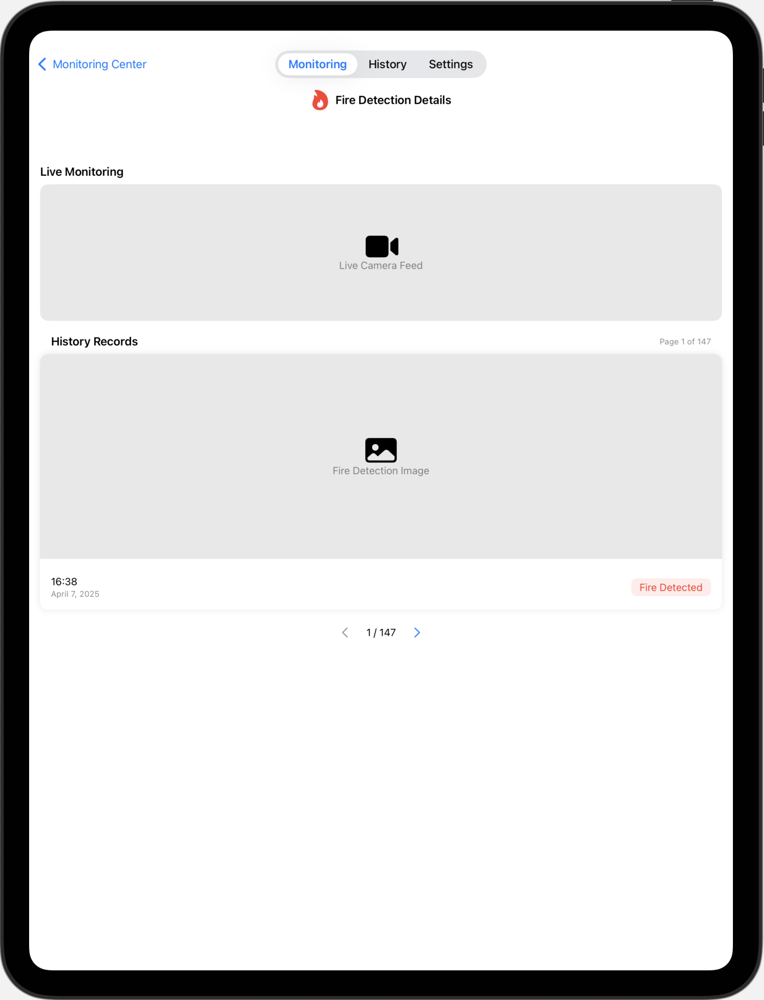 Monitoring Center
Monitoring History Settings
Fire Detection Details
Live Monitoring
Live Camera Feed
History Records
Page 1 of 147
Fire Detection Image
16:38
April 7, 2025
Fire Detected
1 / 147